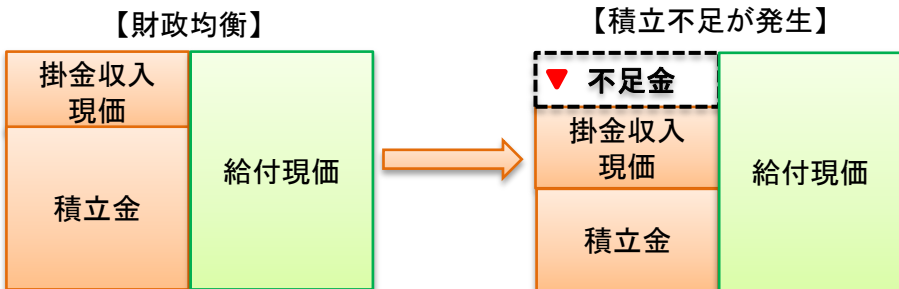 【財政均衡】
掛金収入
現価
積立金
給付現価
【積立不足が発生】
▼ 不足金
掛金収入
現価
積立金
給付現価